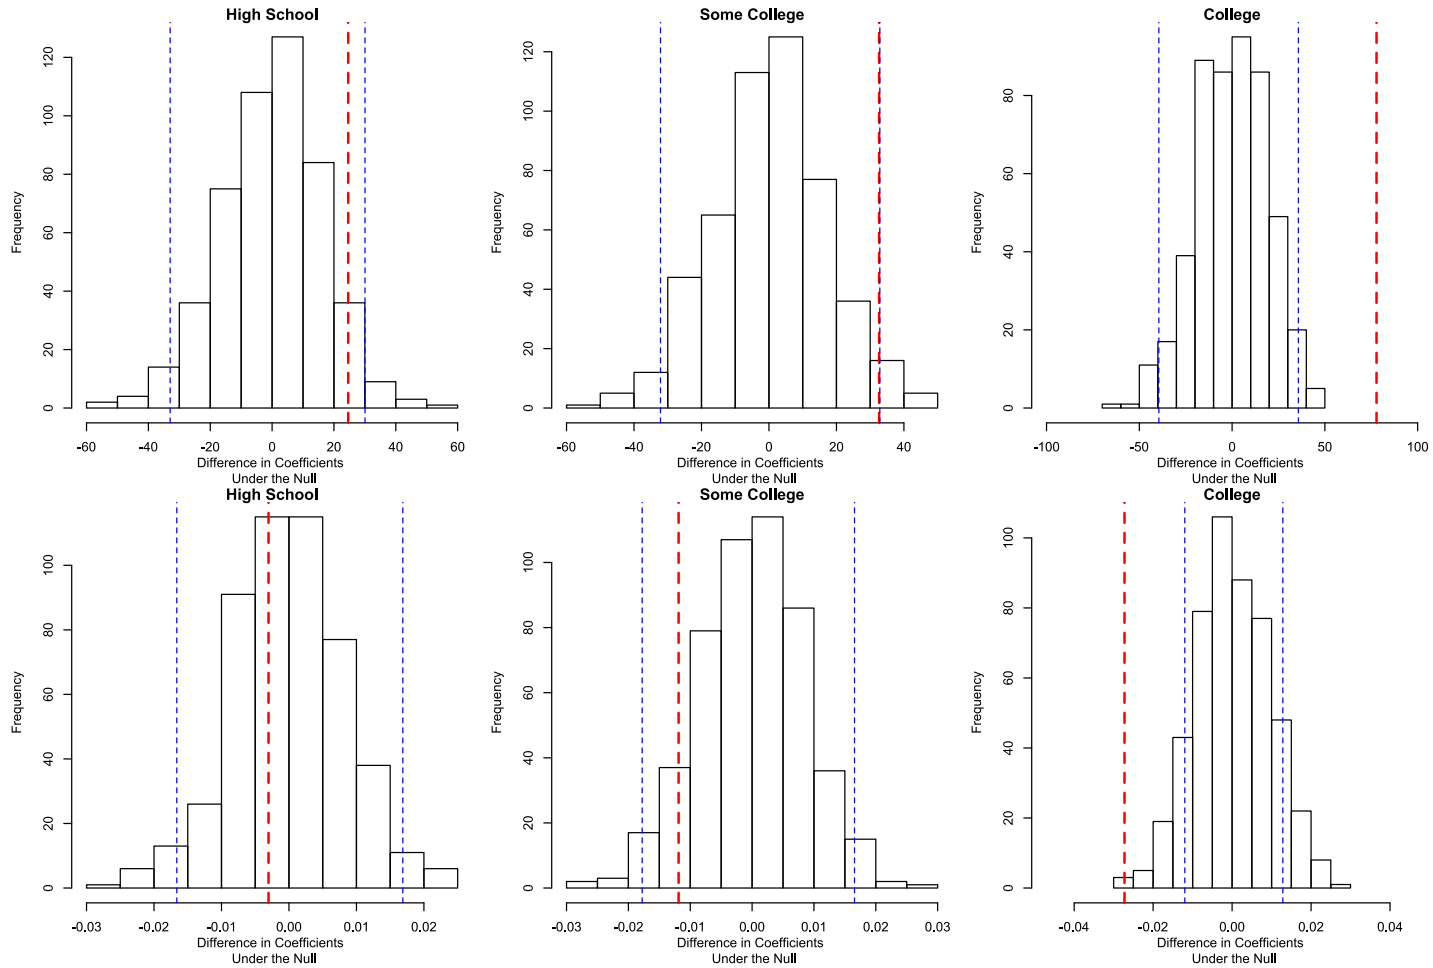 High School
Some College
College
Frequency
0 20 40 60 80 100 120
-60 -40 -20 0 20 40 60
Difference in Coefficients
Under the Null
Frequency
0 20 40 60 80 100 120
-60 -40 -20 0 20 40
Difference in Coefficients
Under the Null
Frequency
0 20 40 60 80
-100 -50 0 50 100
Difference in Coefficients
Under the Null
High School
Some College
College
Frequency
0 20 40 60 80 100
-0.03 -0.02 -0.01 0.00 0.01 0.02
Difference in Coefficients
Under the Null
Frequency
0 20 40 60 80 100
-0.03 -0.02 -0.01 0.00 0.01 0.02 0.03
Difference in Coefficients
Under the Null
Frequency
0 20 40 60 80 100
-0.04 -0.02 0.00 0.02 0.04
Difference in Coefficients
Under the Null